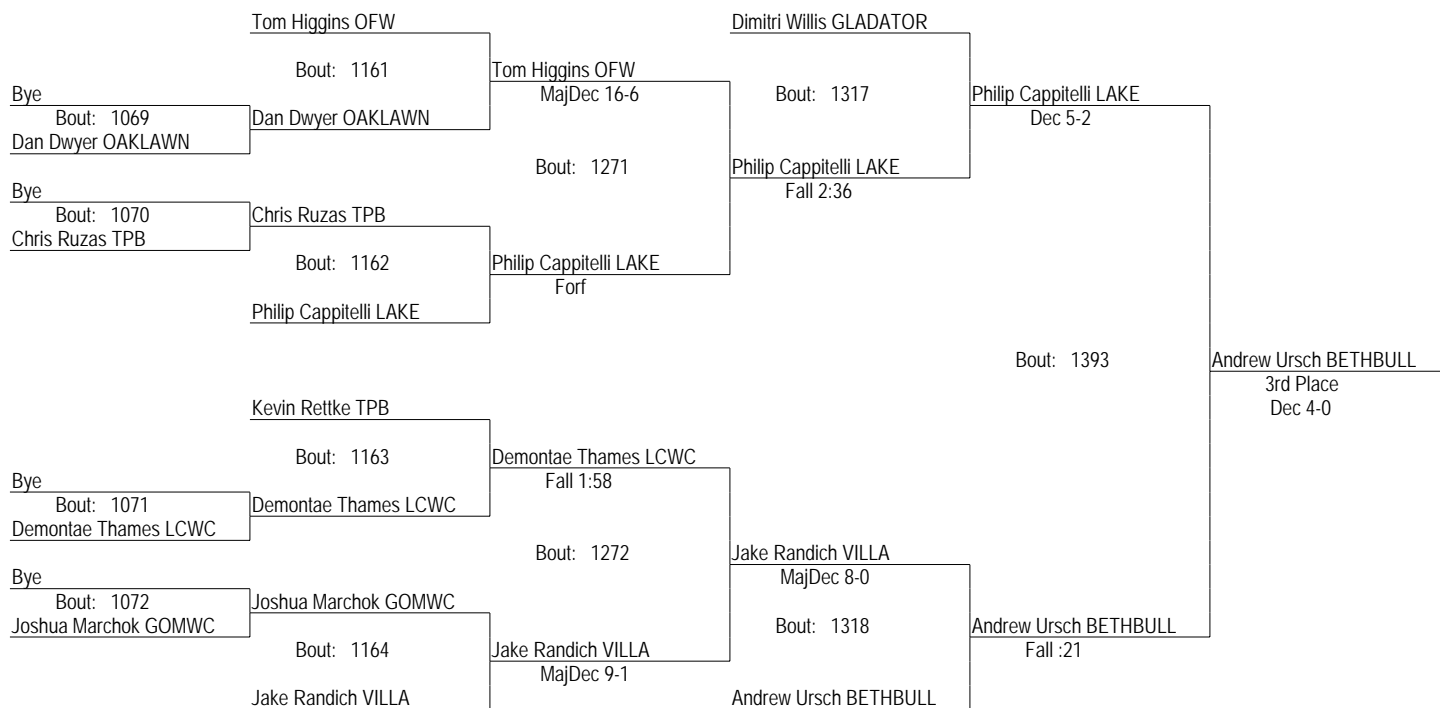 Tom Higgins OFW
Dimitri Willis GLADATOR
Bout: 1161
Tom Higgins OFW
MajDec 16-6
Bye
Bout: 1317
Philip Cappitelli LAKE
Dec 5-2
Bout: 1069
Dan Dwyer OAKLAWN
Dan Dwyer OAKLAWN
Bout: 1271
Philip Cappitelli LAKE
Fall 2:36
Bye
Bout: 1070
Chris Ruzas TPB
Chris Ruzas TPB
Bout: 1162
Philip Cappitelli LAKE
Forf
Philip Cappitelli LAKE
Bout: 1393
Andrew Ursch BETHBULL
3rd Place
Dec 4-0
Kevin Rettke TPB
Bout: 1163
Demontae Thames LCWC
Fall 1:58
Bye
Bout: 1071
Demontae Thames LCWC
Demontae Thames LCWC
Bout: 1272
Jake Randich VILLA
MajDec 8-0
Bye
Bout: 1072
Joshua Marchok GOMWC
Joshua Marchok GOMWC
Bout: 1318
Andrew Ursch BETHBULL
Fall :21
Bout: 1164
Jake Randich VILLA
MajDec 9-1
Jake Randich VILLA
Andrew Ursch BETHBULL